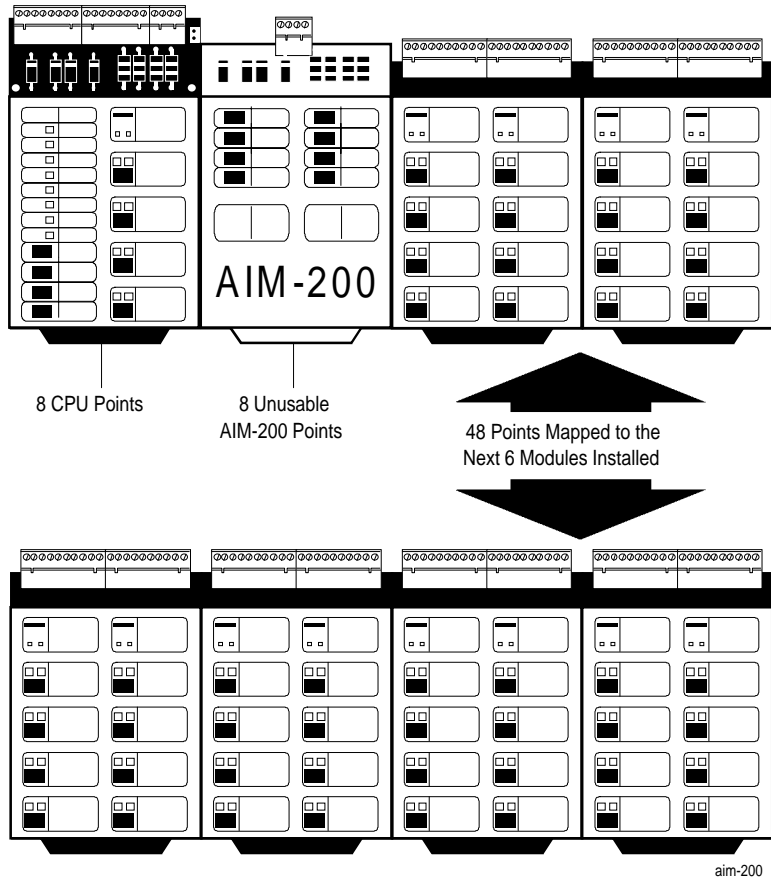 AIM-200
8 CPU Points
8 Unusable
AIM-200 Points
48 Points Mapped to the
Next 6 Modules Installed
aim-200